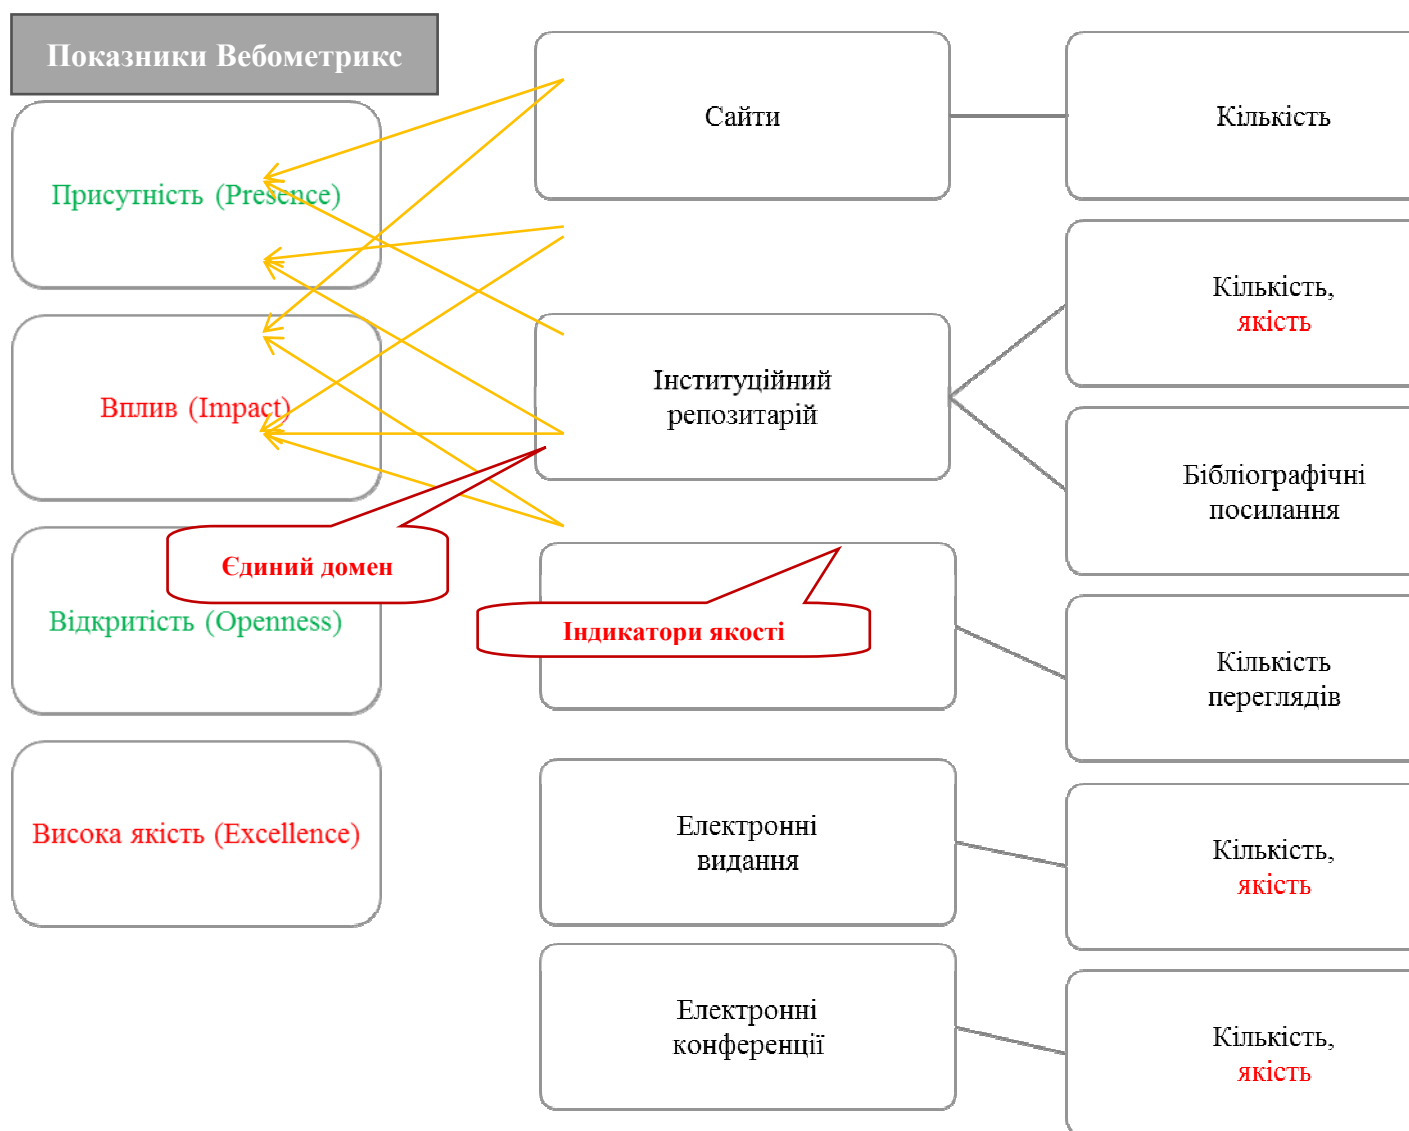 Показники Вебометрикс
Присутність (Presence)
Вплив (Impact)
Відкритість (Openness)
Висока якість (Excellence)
Сайти
Інституційний
репозитарій
Єдиний домен
Індикатори якості
Електронні
видання
Електронні
конференції
Кількість
Кількість,
якість
Бібліографічні
посилання
Кількість
переглядів
Кількість,
якість
Кількість,
якість